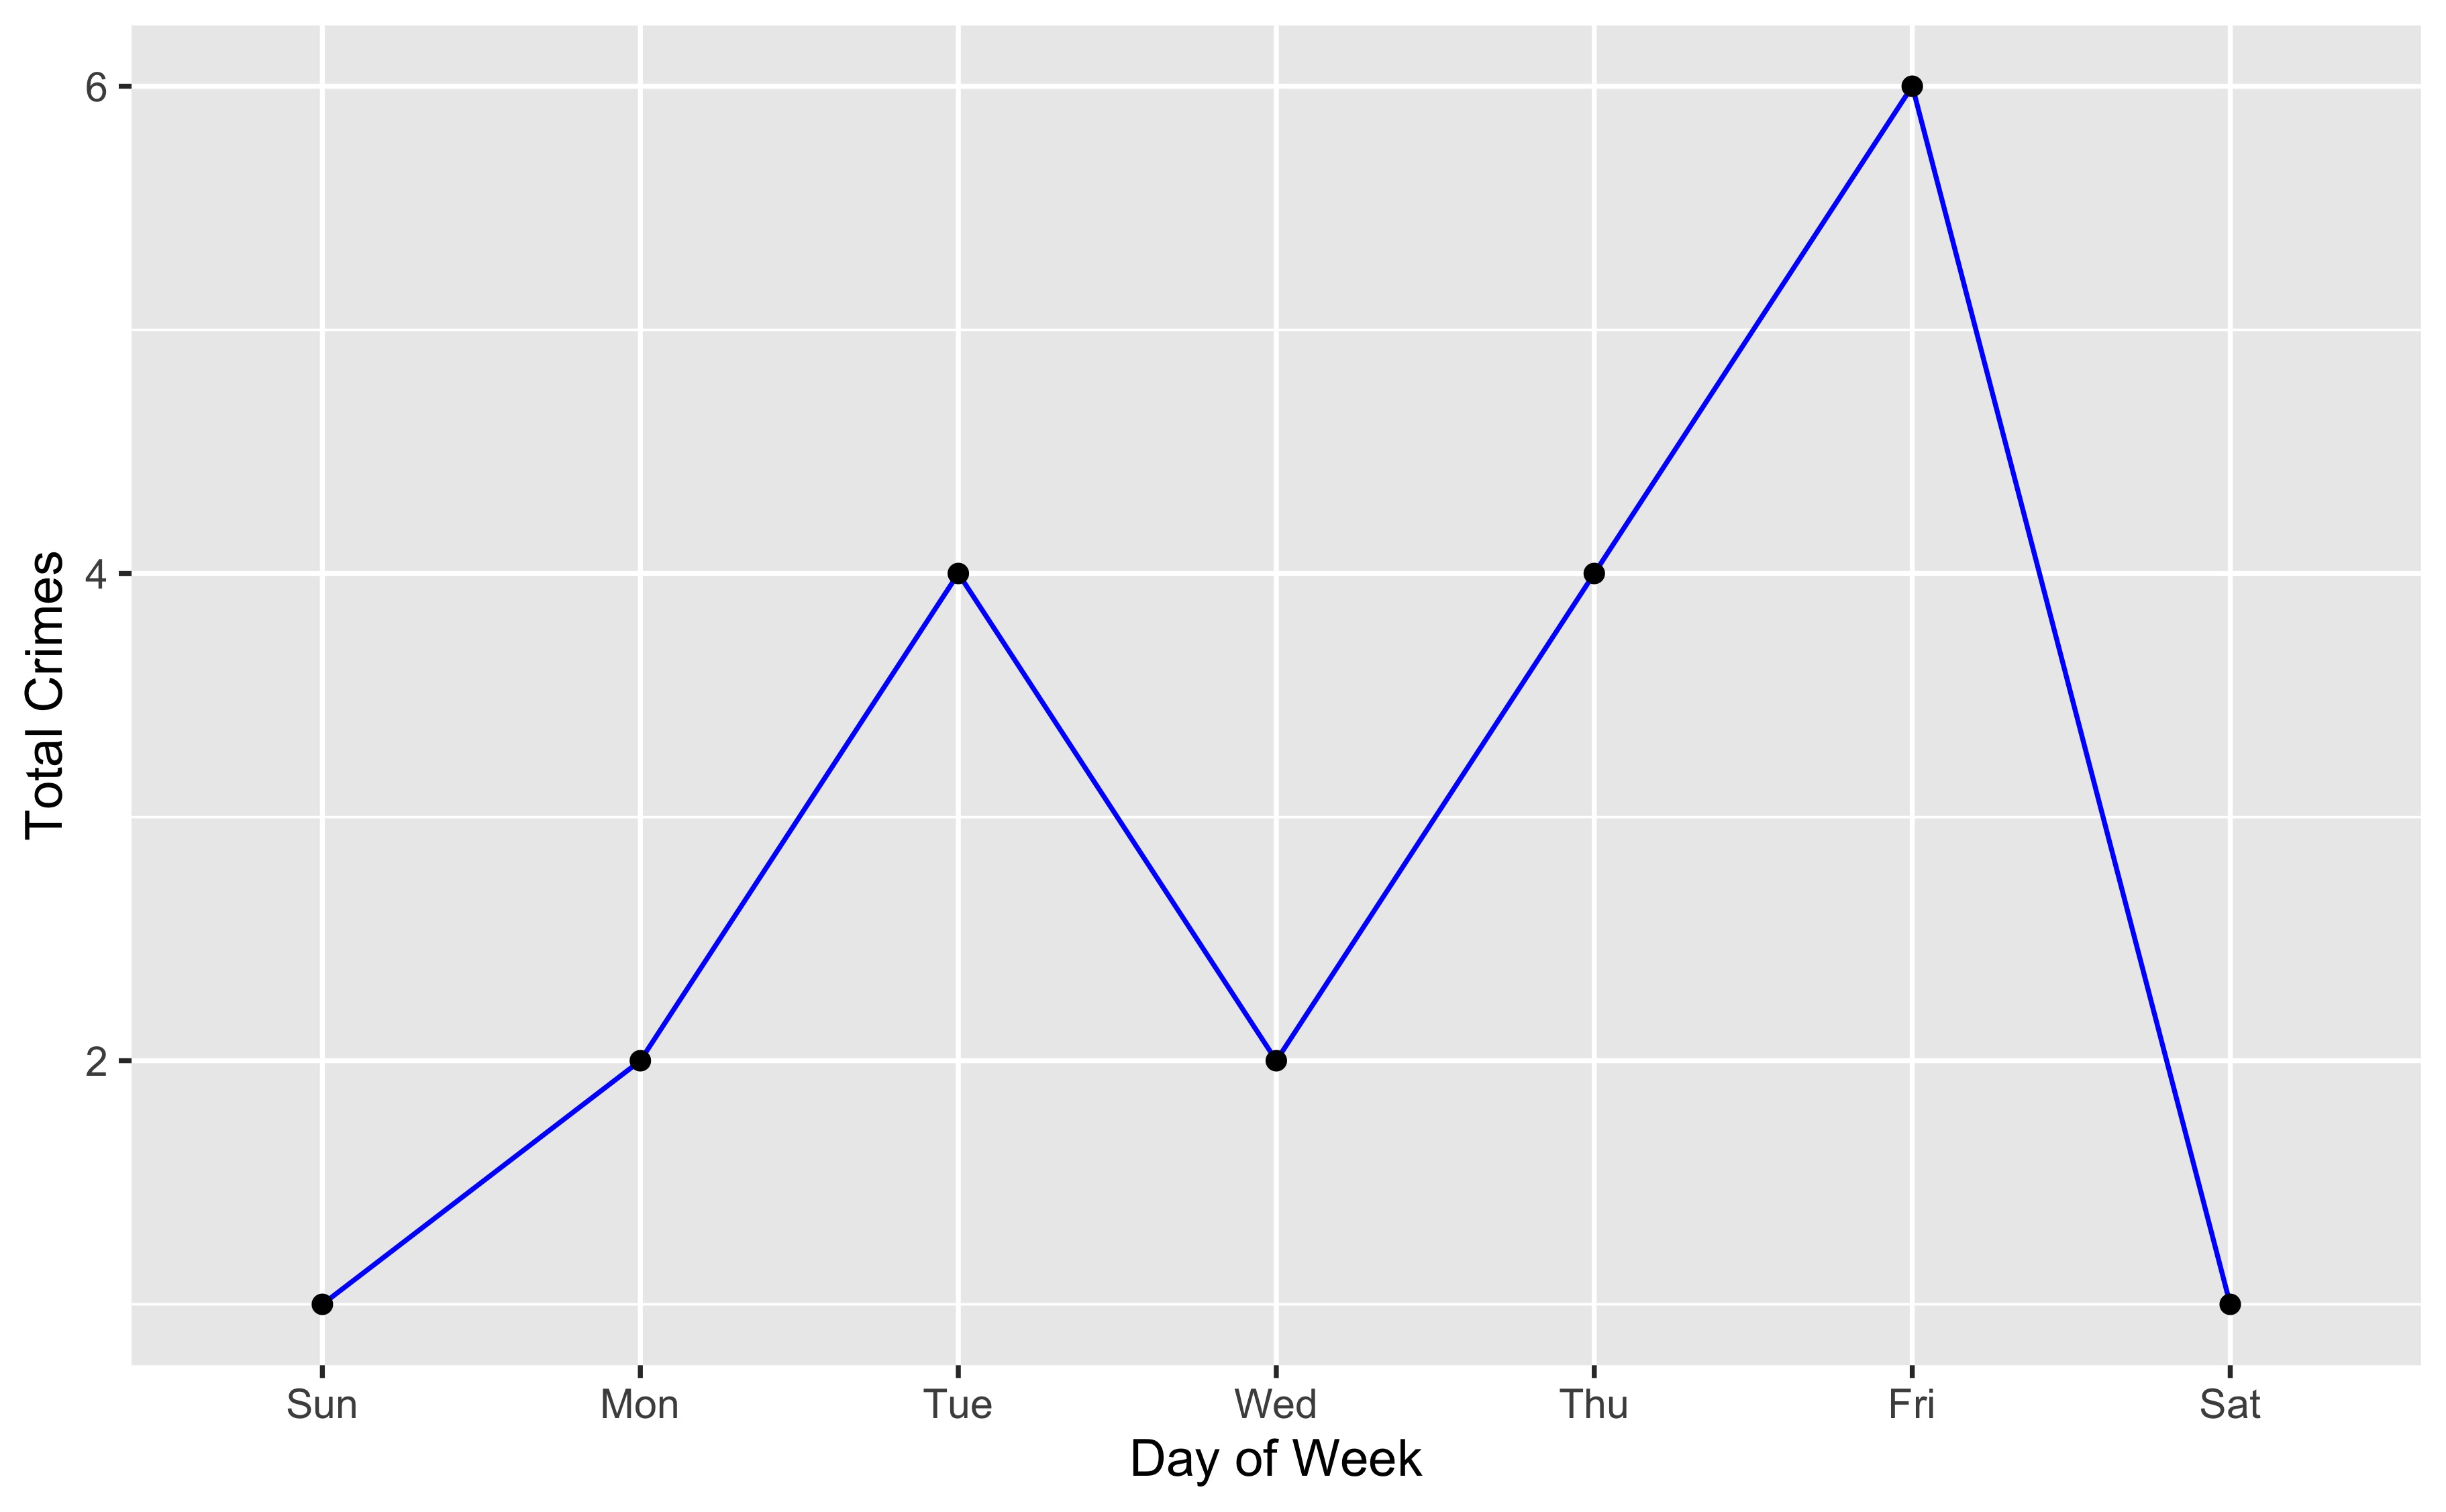 Total Crimes
6
4
2
Sun Mon Tue Wed Thu Fri Sat
Day of Week